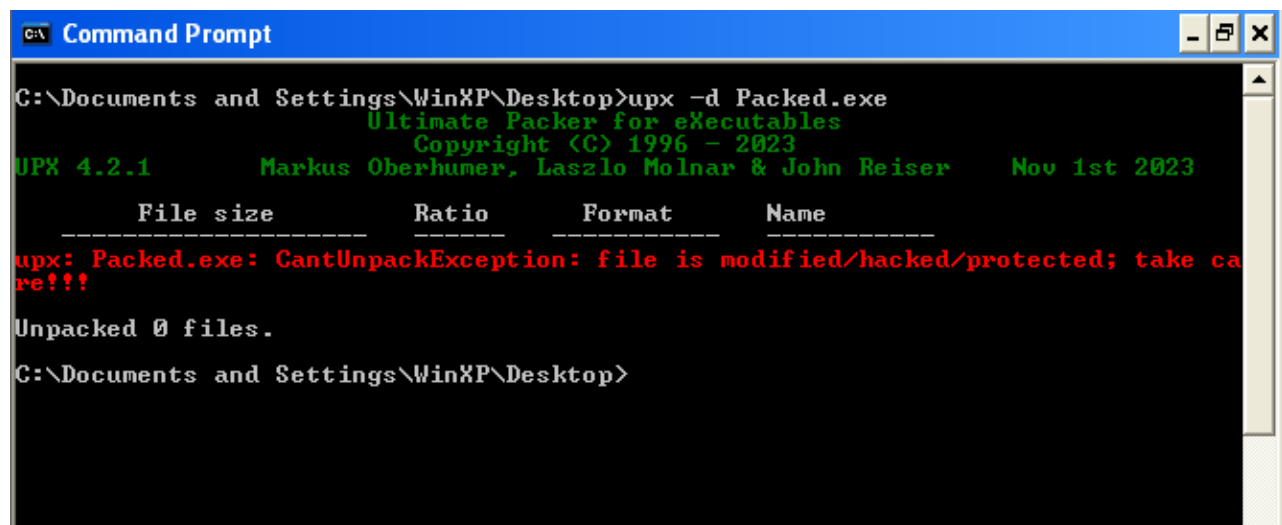 Command Prompt
C:\Documents and Settings\WinXP\Desktop>upx -d Packed.exe
Ultimate Packer for eXecutables
Copyright (C) 1996 - 2023
UPX 4.2.1 Markus Oberhumer, Laszlo Molnar & John Reiser Nov 1st 2023
File size Ratio Format Name
-------------------- ------ ----------- -----------
upx: Packed.exe: CantUnpackException: file is modified/hacked/protected; take ca
re!!!
Unpacked 0 files.
C:\Documents and Settings\WinXP\Desktop>